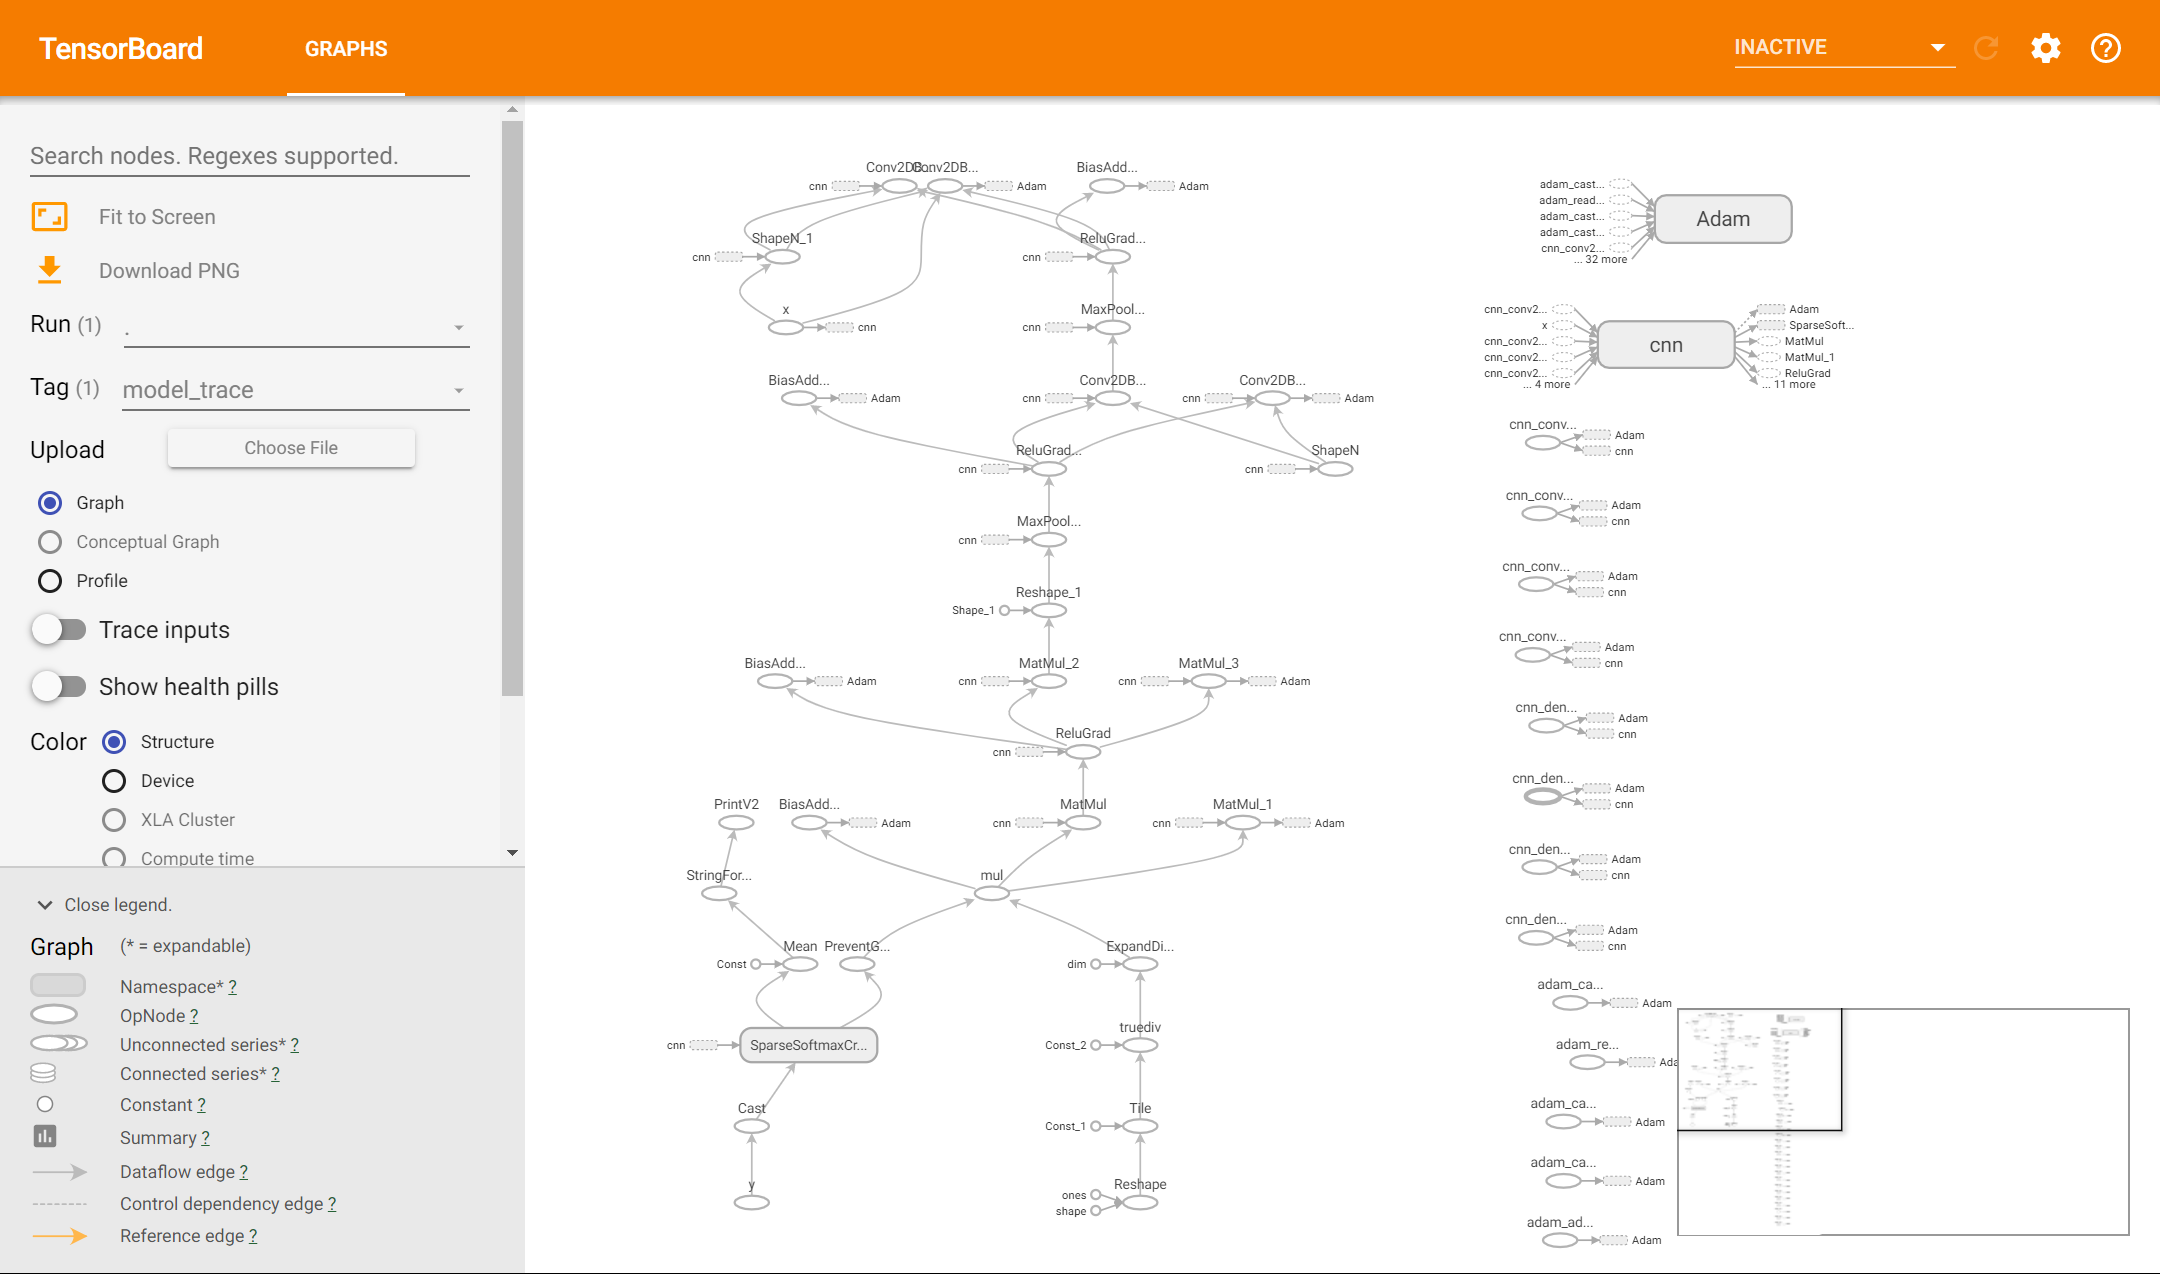 TensorBoard
GRAPHS
INACTIVE
Search nodes. Regexes supported.
Fit to Screen
Download PNG
Run (1)
.
Tag (1)
model_trace
Upload
Choose File
Graph
Conceptual Graph
Profile
Trace inputs
Show health pills
Color
Structure
Device
XLA Cluster
Compute time
Close legend.
Graph (* = expandable)
Namespace* ?
OpNode ?
Unconnected series* ?
Connected series* ?
Constant ?
Summary ?
Dataflow edge ?
Control dependency edge ?
Reference edge ?
Conv2DB... Conv2DB... BiasAdd...
cnn Adam Adam
ShapeN_1 ReluGrad...
cnn cnn
x MaxPool...
cnn cnn
BiasAdd... Conv2DB... Conv2DB...
Adam cnn cnn Adam
ReluGrad... ShapeN
cnn cnn
MaxPool...
cnn
Reshape_1
Shape_1
BiasAdd... MatMul_2 MatMul_3
Adam cnn cnn Adam
ReluGrad
cnn
PrintV2 BiasAdd... MatMul MatMul_1
Adam cnn cnn Adam
StringFor... mul
Mean PreventG... ExpandDi...
Const dim
truediv
cnn SparseSoftmaxCr... Const_2
Cast Tile
Const_1
y Reshape
ones
shape
adam_cast...
adam_read...
adam_cast...
adam_cast...
cnn_conv2...
... 32 more
Adam
cnn_conv2...
x
cnn_conv2...
cnn_conv2...
cnn_conv2...
... 4 more
cnn
Adam
SparseSoft...
MatMul
MatMul_1
ReluGrad
... 11 more
cnn_conv...
Adam
cnn
cnn_conv...
Adam
cnn
cnn_conv...
Adam
cnn
cnn_conv...
Adam
cnn
cnn_den...
Adam
cnn
cnn_den...
Adam
cnn
cnn_den...
Adam
cnn
cnn_den...
Adam
cnn
adam_ca...
Adam
adam_re...
Ada
adam_ca...
Adam
adam_ca...
Adam
adam_ad...
Adam